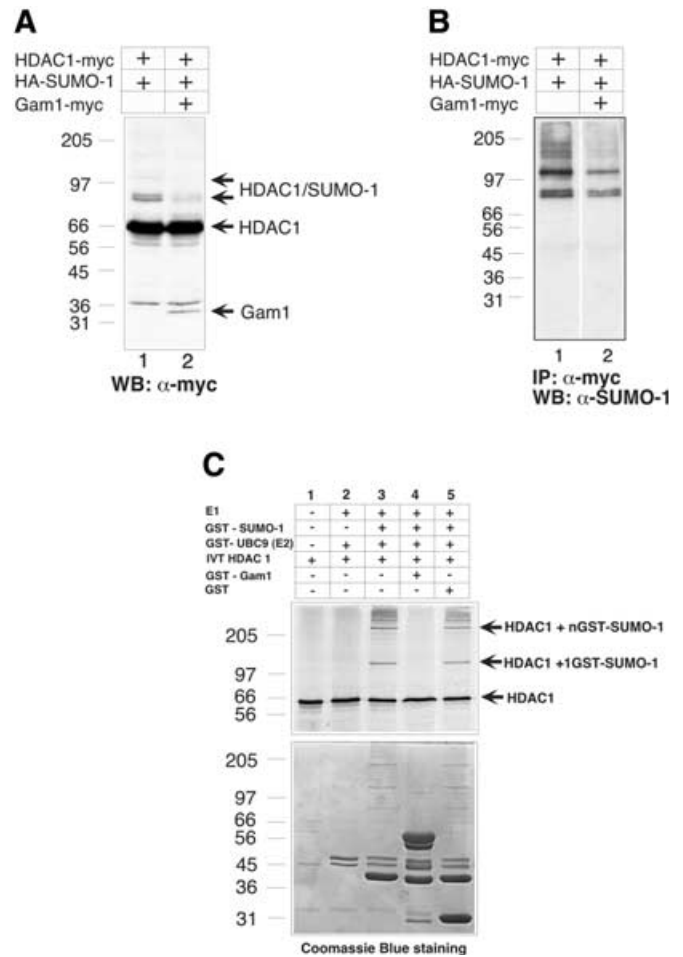 A
HDAC1-myc + +
HA-SUMO-1 + +
Gam1-myc +
205
97
66
56
45
36
31
HDAC1/SUMO-1
HDAC1
Gam1
1 2
WB: α-myc
B
HDAC1-myc + +
HA-SUMO-1 + +
Gam1-myc +
205
97
66
56
45
36
31
1 2
IP: α-myc
WB: α-SUMO-1
C
1 2 3 4 5
E1 - + + + +
GST - SUMO-1 - - + + +
GST- UBC9 (E2) - + + + +
IVT HDAC 1 + + + + +
GST - Gam1 - - - + -
GST - - - - +
205
97
66
56
HDAC1 + nGST-SUMO-1
HDAC1 +1GST-SUMO-1
HDAC1
205
97
66
56
45
36
31
Coomassie Blue staining